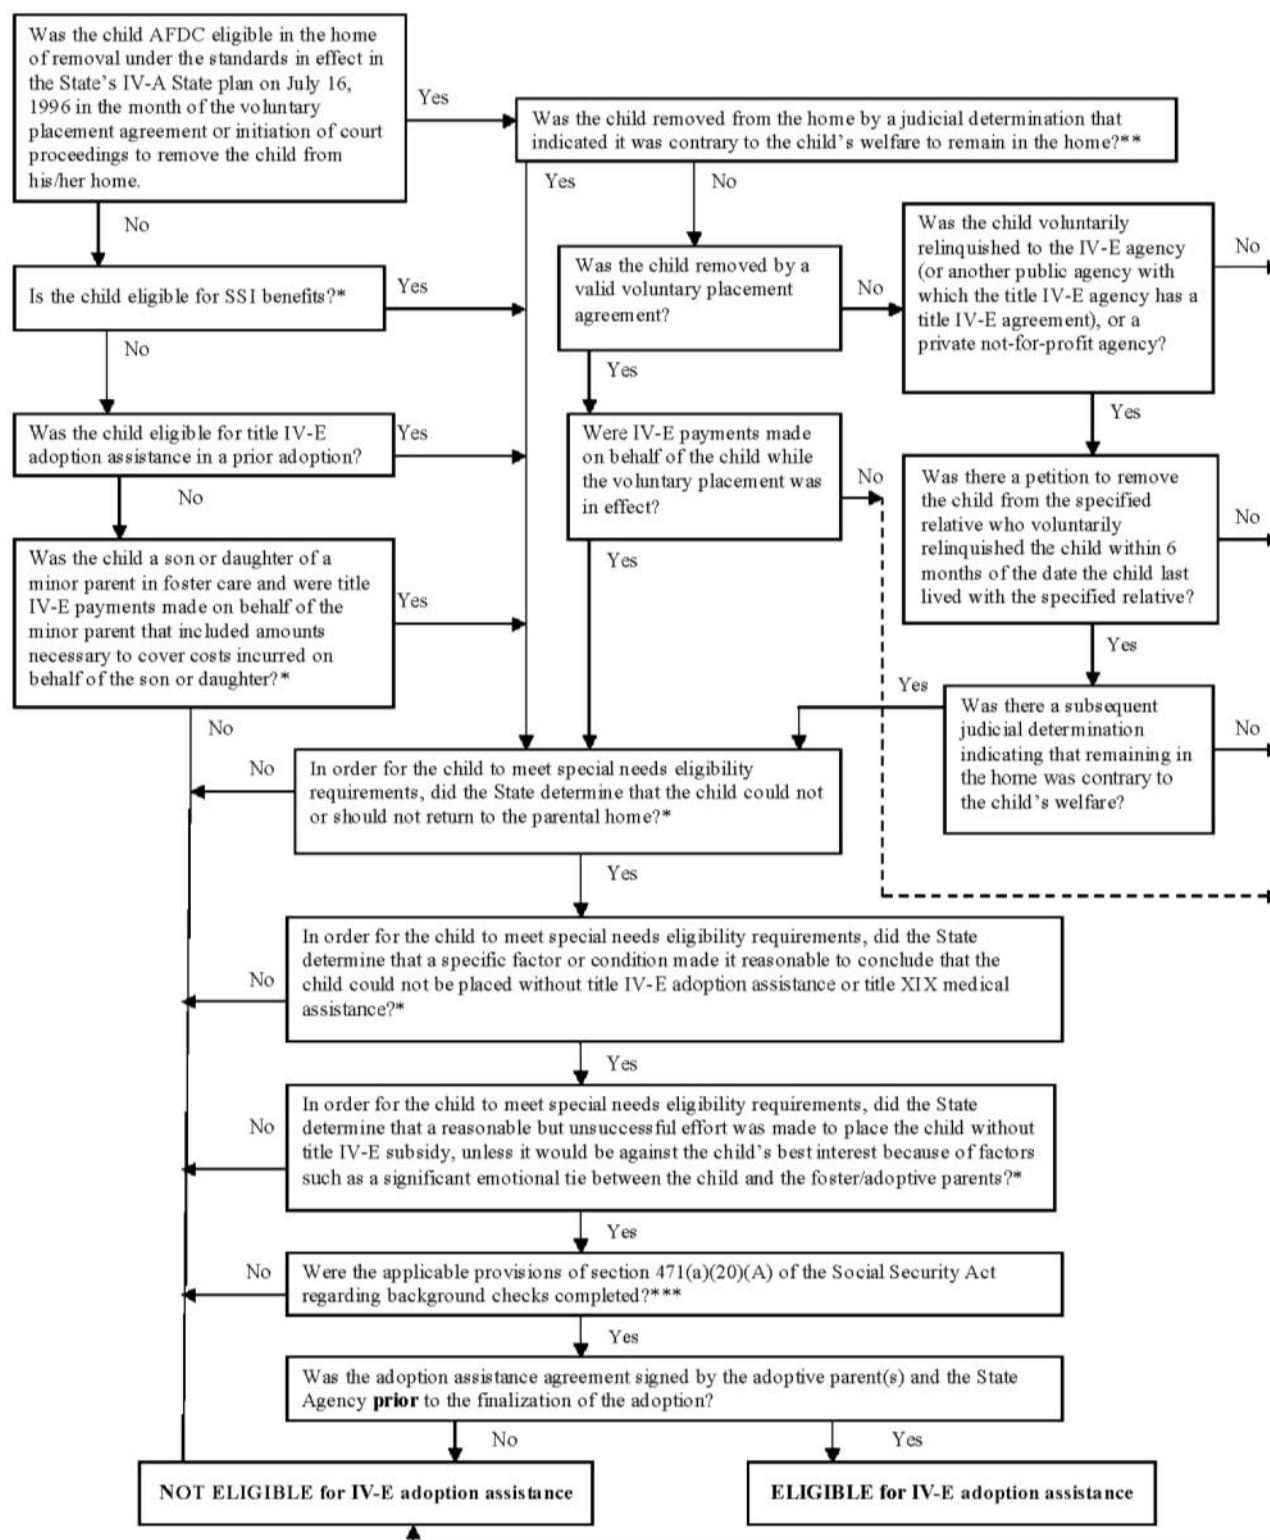 Was the child AFDC eligible in the home
of removal under the standards in effect in
the State's IV-A State plan on July 16,
1996 in the month of the voluntary
placement agreement or initiation of court
proceedings to remove the child from
his/her home.
Yes
Was the child removed from the home by a judicial determination that
indicated it was contrary to the child's welfare to remain in the home?**
Yes
No
No
Was the child voluntarily
relinquished to the IV-E agency
(or another public agency with
which the title IV-E agency has a
title IV-E agreement), or a
private not-for-profit agency?
No
Was the child removed by a
valid voluntary placement
agreement?
No
Is the child eligible for SSI benefits?*
Yes
No
Yes
Yes
Was the child eligible for title IV-E
adoption assistance in a prior adoption?
Yes
Were IV-E payments made
on behalf of the child while
the voluntary placement was
in effect?
No
Was there a petition to remove
the child from the specified
relative who voluntarily
relinquished the child within 6
months of the date the child last
lived with the specified relative?
No
No
Yes
Was the child a son or daughter of a
minor parent in foster care and were title
IV-E payments made on behalf of the
minor parent that included amounts
necessary to cover costs incurred on
behalf of the son or daughter?*
Yes
Yes
Yes
Was there a subsequent
judicial determination
indicating that remaining in
the home was contrary to
the child's welfare?
No
No
No
In order for the child to meet special needs eligibility
requirements, did the State determine that the child could not
or should not return to the parental home?*
Yes
In order for the child to meet special needs eligibility requirements, did the State
determine that a specific factor or condition made it reasonable to conclude that the
child could not be placed without title IV-E adoption assistance or title XIX medical
assistance?*
No
Yes
In order for the child to meet special needs eligibility requirements, did the State
determine that a reasonable but unsuccessful effort was made to place the child without
title IV-E subsidy, unless it would be against the child's best interest because of factors
such as a significant emotional tie between the child and the foster/adoptive parents?*
No
Yes
No
Were the applicable provisions of section 471(a)(20)(A) of the Social Security Act
regarding background checks completed?***
Yes
Was the adoption assistance agreement signed by the adoptive parent(s) and the State
Agency prior to the finalization of the adoption?
No
Yes
NOT ELIGIBLE for IV-E adoption assistance
ELIGIBLE for IV-E adoption assistance